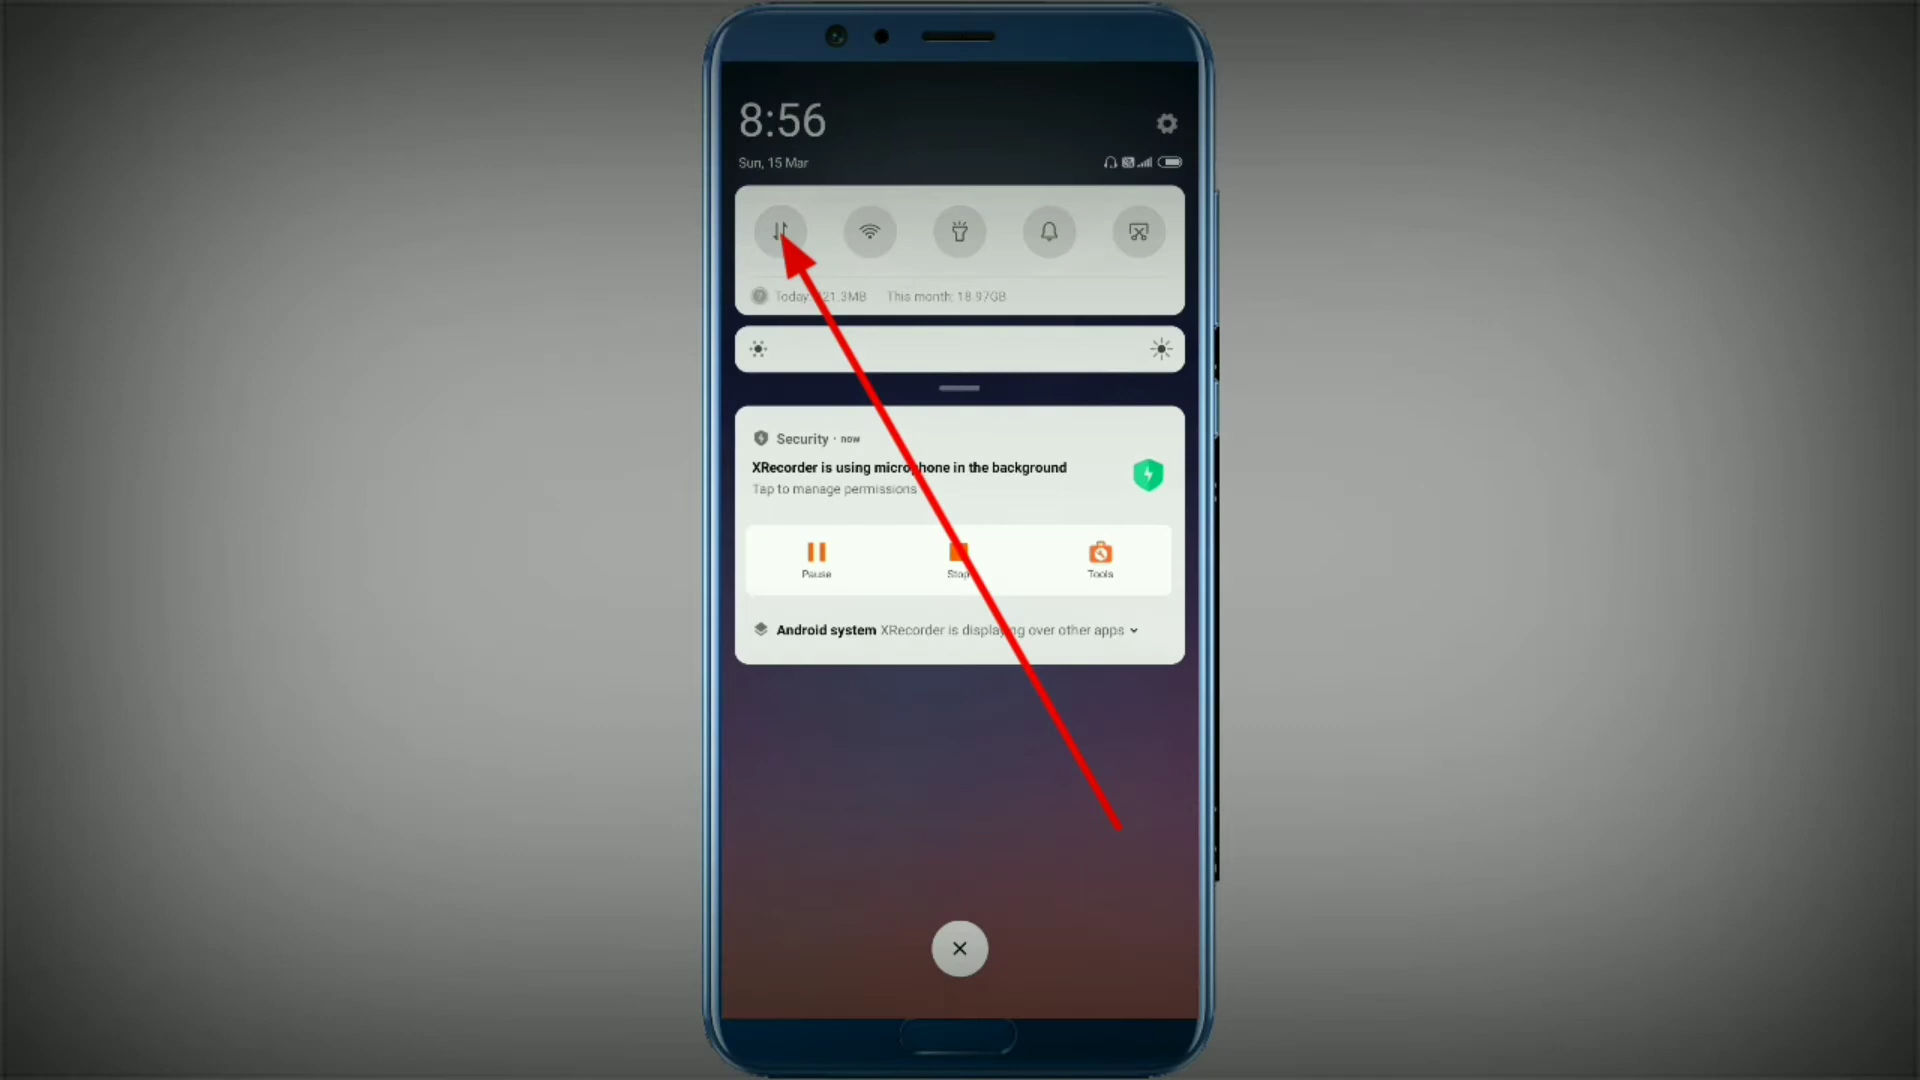 8:56
Sun, 15 Mar
Today: 21.3MB This month: 18.97GB
Security · now
XRecorder is using microphone in the background
Tap to manage permissions
Pause
Stop
Tools
Android system XRecorder is displaying over other apps